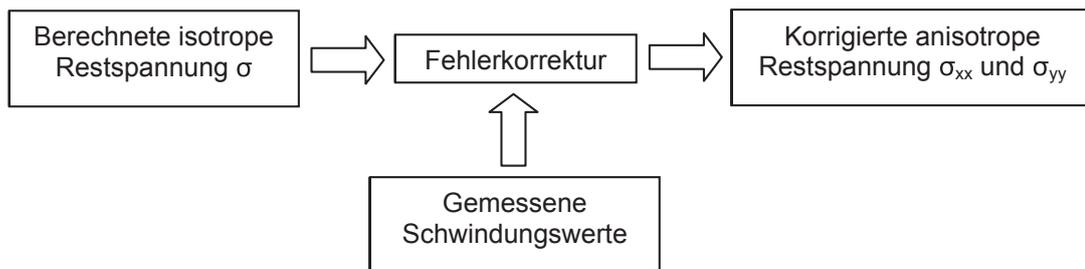 Berechnete isotrope
Restspannung σ
Fehlerkorrektur
Korrigierte anisotrope
Restspannung σxx und σyy
Gemessene
Schwindungswerte